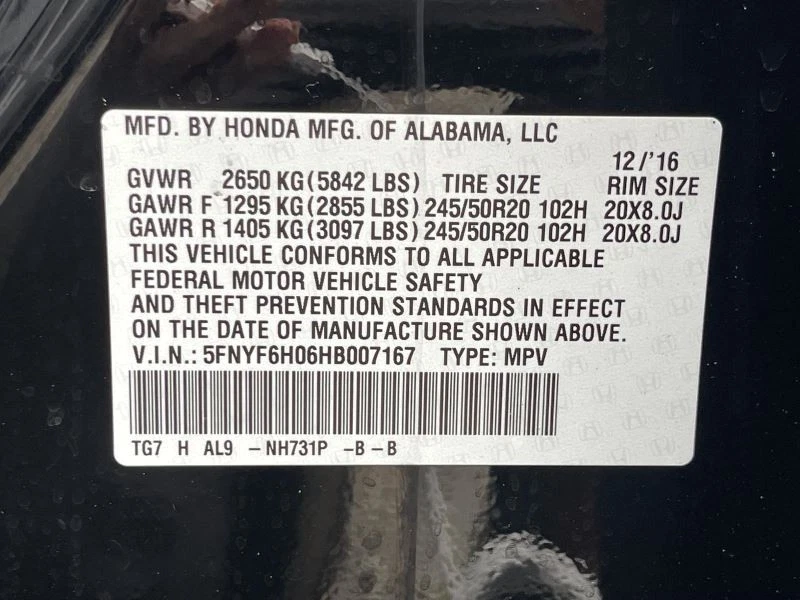 MFD. BY HONDA MFG. OF ALABAMA, LLC
12/'16
GVWR 2650 KG (5842 LBS) TIRE SIZE RIM SIZE
GAWR F 1295 KG (2855 LBS) 245/50R20 102H 20X8.0J
GAWR R 1405 KG (3097 LBS) 245/50R20 102H 20X8.0J
THIS VEHICLE CONFORMS TO ALL APPLICABLE
FEDERAL MOTOR VEHICLE SAFETY
AND THEFT PREVENTION STANDARDS IN EFFECT
ON THE DATE OF MANUFACTURE SHOWN ABOVE.
V.I.N.: 5FNYF6H06HB007167 TYPE: MPV
TG7 H AL9 -NH731P -B-B